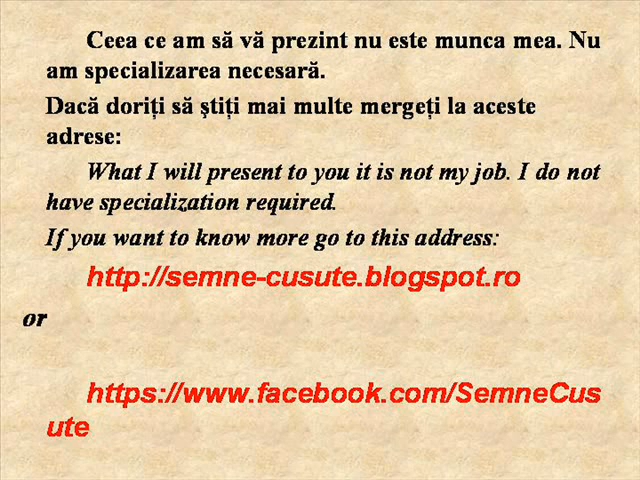 Ceea ce am să vă prezint nu este munca mea. Nu
am specializarea necesară.
Dacă doriți să ştiți mai multe mergeți la aceste
adrese:
What I will present to you it is not my job. I do not
have specialization required.
If you want to know more go to this address:
http://semne-cusute.blogspot.ro
or
https://www.facebook.com/SemneCus
ute